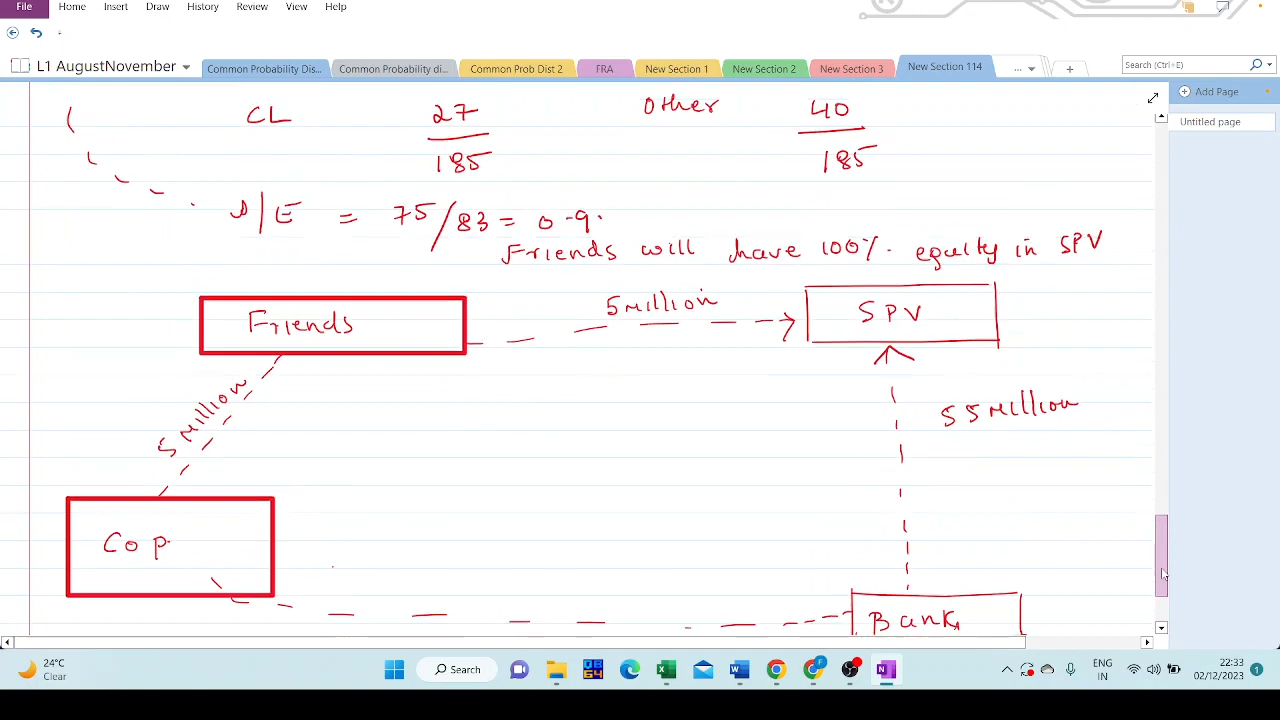 File Home Insert Draw History Review View Help
L1 AugustNovember Common Probability Dis... Common Probability di... Common Prob Dist 2 FRA New Section 1 New Section 2 New Section 3 New Section 114 ... + Search (Ctrl+E)
Add Page
Untitled page
CL 27 Other 40
185 185
D/E = 75/83 = 0.9.
Friends will have 100% equity in SPV
Friends 5 Million SPV
5 Million
55 Million
Cop
Bank
24°C
Clear
Search
ENG
IN
22:33
02/12/2023